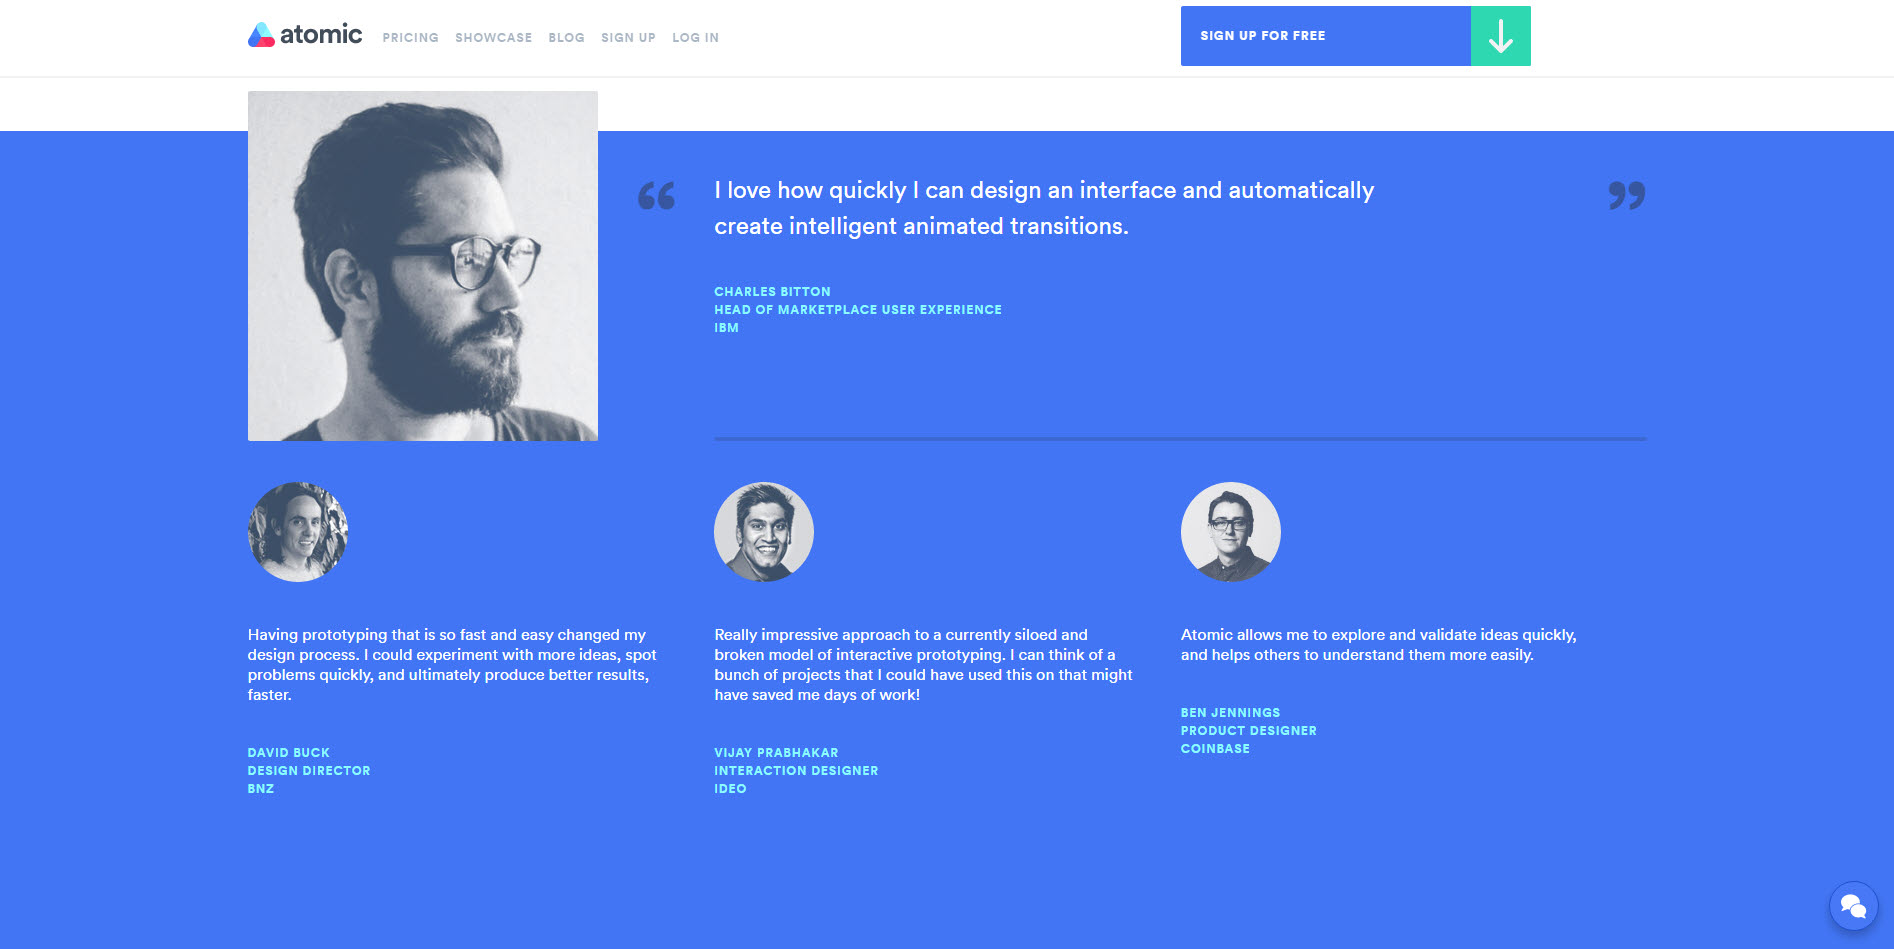 atomic
PRICING
SHOWCASE
BLOG
SIGN UP
LOG IN
SIGN UP FOR FREE
“
I love how quickly I can design an interface and automatically
create intelligent animated transitions.
”
CHARLES BITTON
HEAD OF MARKETPLACE USER EXPERIENCE
IBM
Having prototyping that is so fast and easy changed my
design process. I could experiment with more ideas, spot
problems quickly, and ultimately produce better results,
faster.
DAVID BUCK
DESIGN DIRECTOR
BNZ
Really impressive approach to a currently siloed and
broken model of interactive prototyping. I can think of a
bunch of projects that I could have used this on that might
have saved me days of work!
VIJAY PRABHAKAR
INTERACTION DESIGNER
IDEO
Atomic allows me to explore and validate ideas quickly,
and helps others to understand them more easily.
BEN JENNINGS
PRODUCT DESIGNER
COINBASE